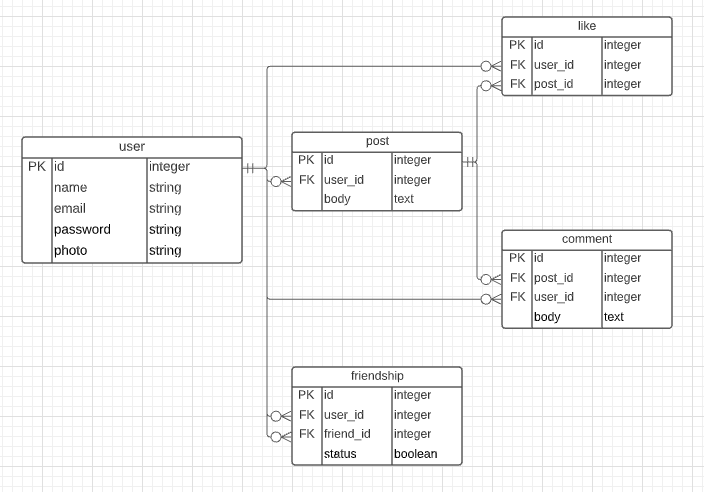 like
PK id integer
FK user_id integer
FK post_id integer
user
PK id integer
name string
email string
password string
photo string
post
PK id integer
FK user_id integer
body text
comment
PK id integer
FK post_id integer
FK user_id integer
body text
friendship
PK id integer
FK user_id integer
FK friend_id integer
status boolean